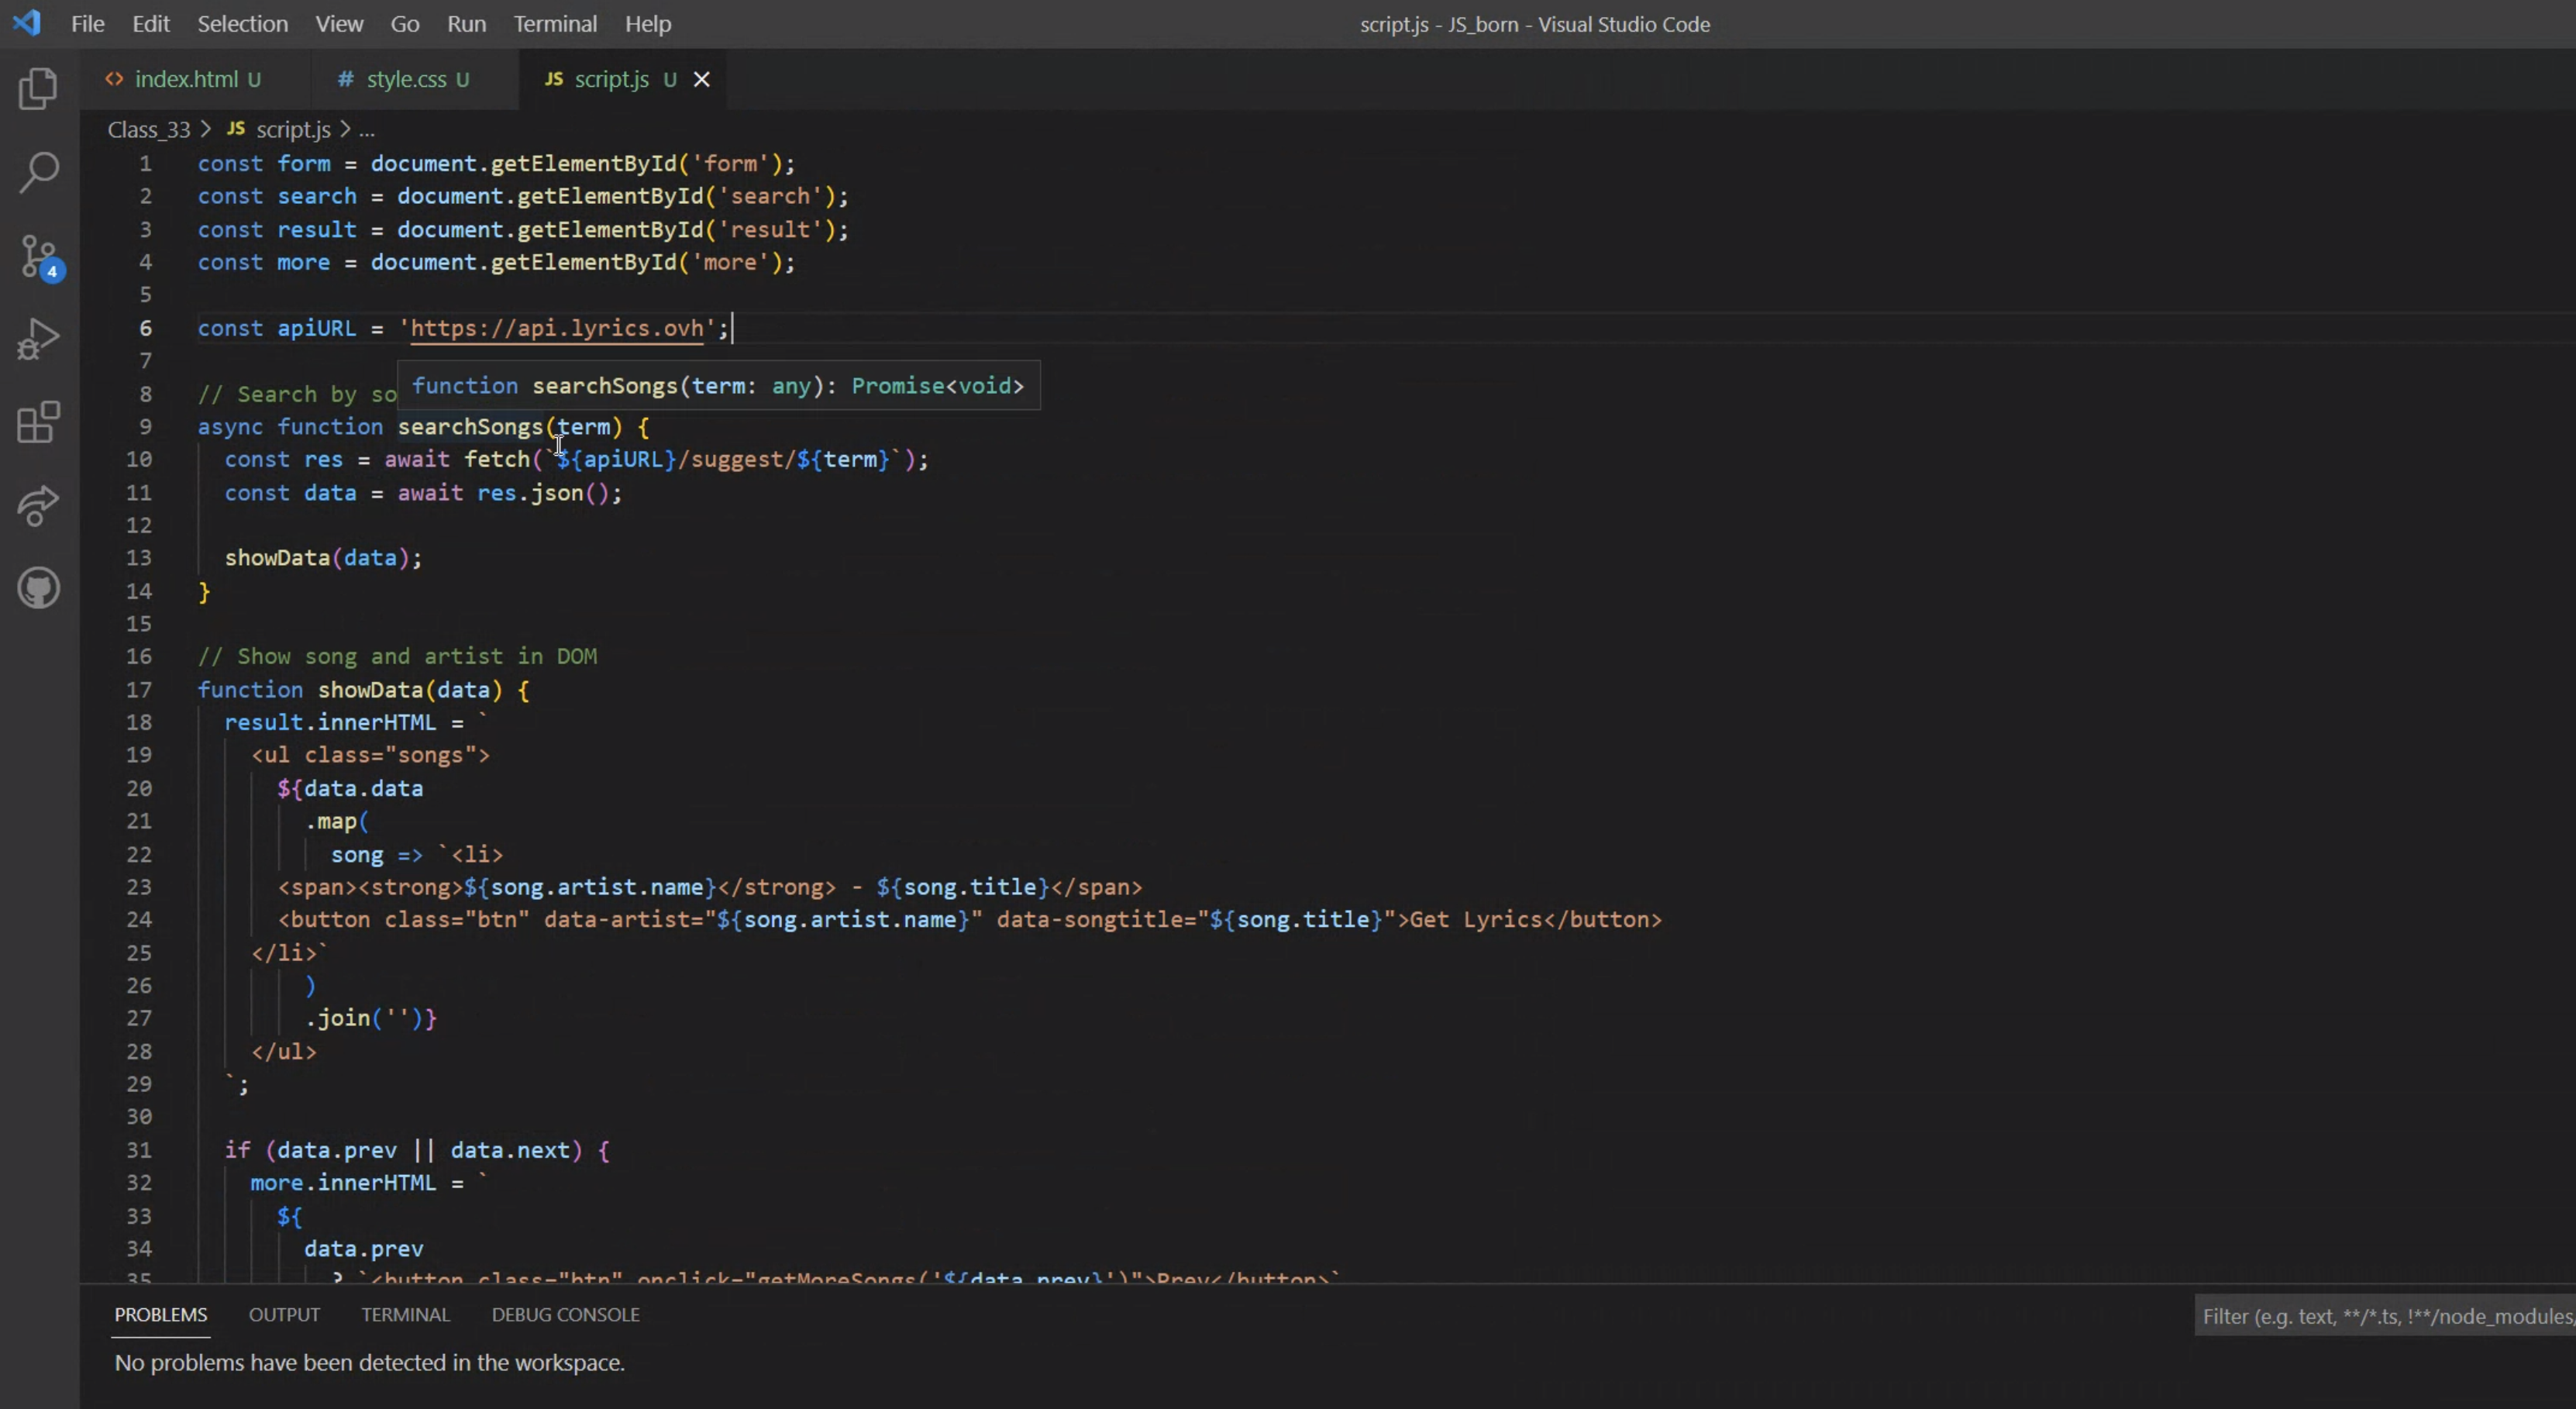 File Edit Selection View Go Run Terminal Help script.js - JS_born - Visual Studio Code
<> index.html U # style.css U JS script.js U ×
Class_33 > JS script.js > ...
1 const form = document.getElementById('form');
2 const search = document.getElementById('search');
3 const result = document.getElementById('result');
4 const more = document.getElementById('more');
5
6 const apiURL = 'https://api.lyrics.ovh';
7
function searchSongs(term: any): Promise<void>
8 // Search by so
9 async function searchSongs(term) {
10 const res = await fetch(`${apiURL}/suggest/${term}`);
11 const data = await res.json();
12
13 showData(data);
14 }
15
16 // Show song and artist in DOM
17 function showData(data) {
18 result.innerHTML = `
19 <ul class="songs">
20 ${data.data
21 .map(
22 song => `<li>
23 <span><strong>${song.artist.name}</strong> - ${song.title}</span>
24 <button class="btn" data-artist="${song.artist.name}" data-songtitle="${song.title}">Get Lyrics</button>
25 </li>`
26 )
27 .join('')}
28 </ul>
29 `;
30
31 if (data.prev || data.next) {
32 more.innerHTML = `
33 ${
34 data.prev
35 ? `<button class="btn" onclick="getMoreSongs('${data.prev}')">Prev</button>`
4
PROBLEMS OUTPUT TERMINAL DEBUG CONSOLE Filter (e.g. text, **/*.ts, !**/node_modules/
No problems have been detected in the workspace.